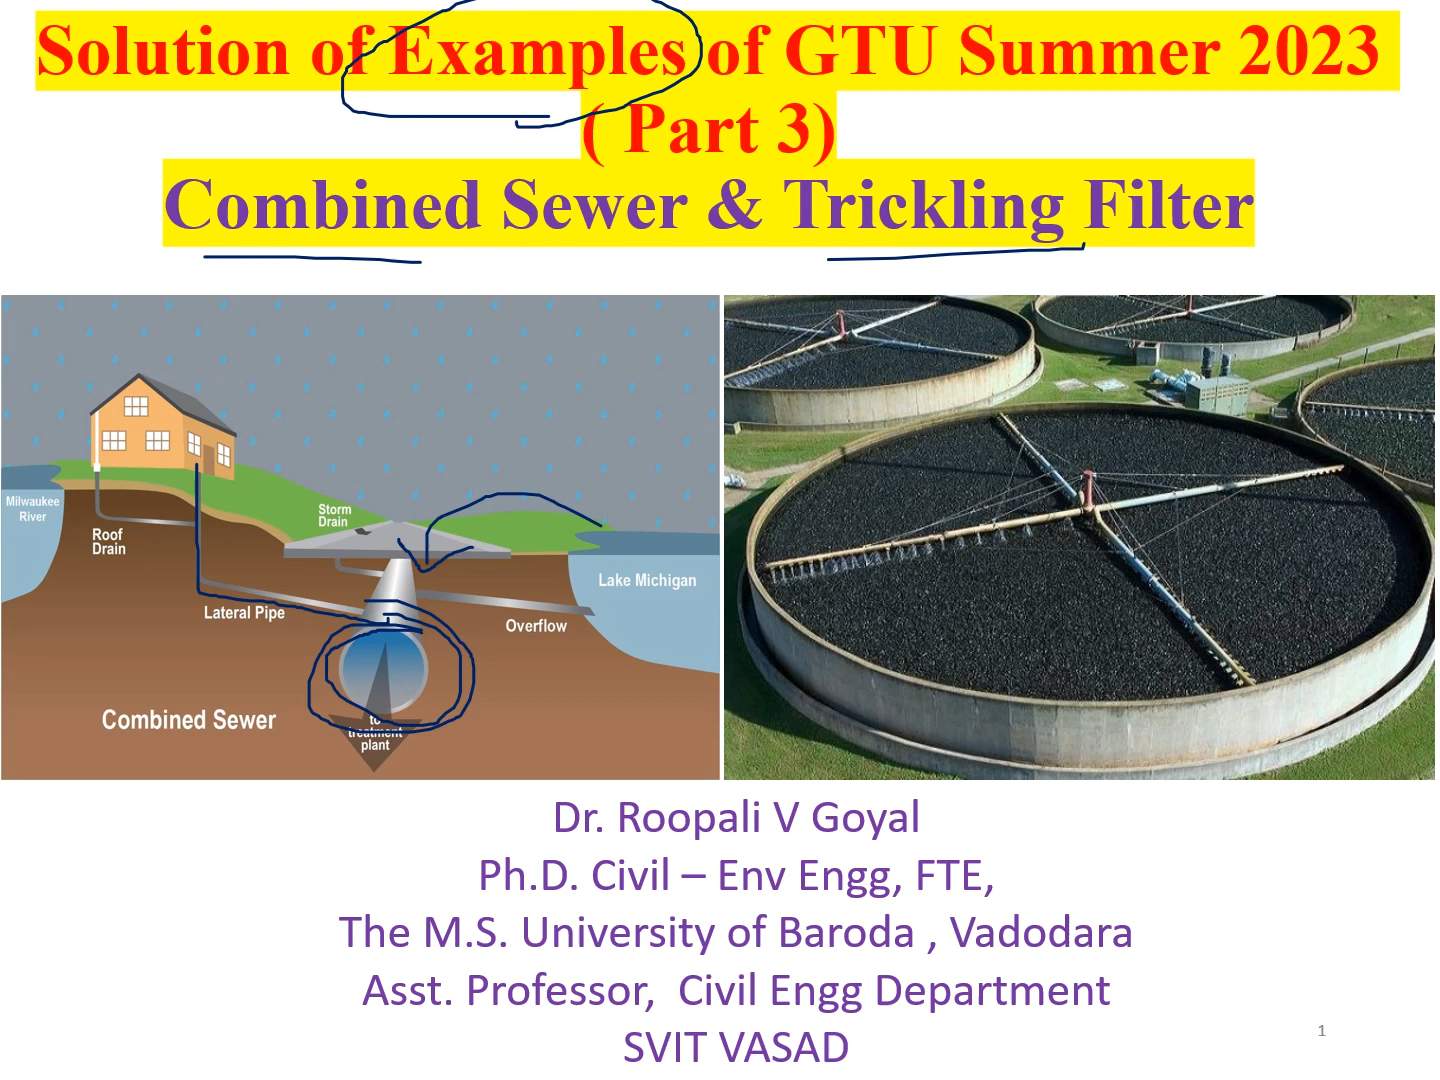 Solution of Examples of GTU Summer 2023
( Part 3)
Combined Sewer & Trickling Filter
Milwaukee
River
Roof
Drain
Storm
Drain
Lateral Pipe
Overflow
Lake Michigan
Combined Sewer
to
treatment
plant
Dr. Roopali V Goyal
Ph.D. Civil – Env Engg, FTE,
The M.S. University of Baroda , Vadodara
Asst. Professor,  Civil Engg Department
SVIT VASAD
1